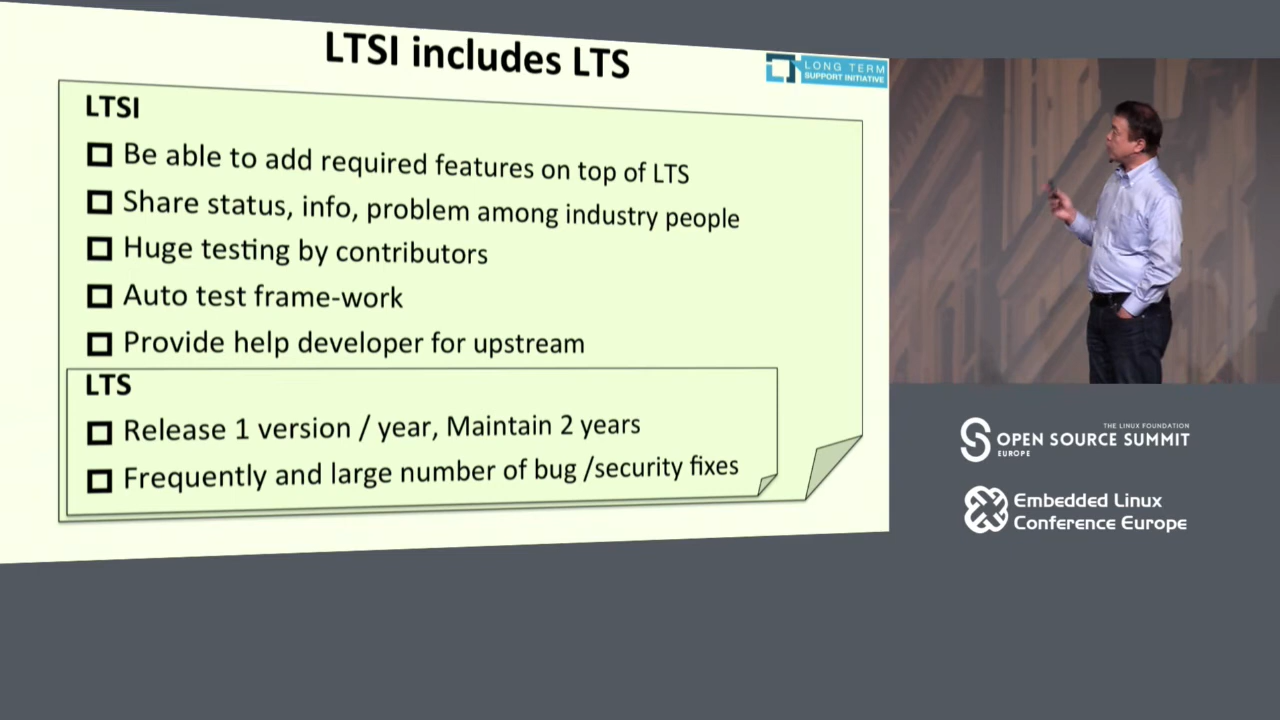 LTSI includes LTS
LONG TERM
SUPPORT INITIATIVE
LTSI
Be able to add required features on top of LTS
Share status, info, problem among industry people
Huge testing by contributors
Auto test frame-work
Provide help developer for upstream
LTS
Release 1 version / year, Maintain 2 years
Frequently and large number of bug /security fixes
THE LINUX FOUNDATION
OPEN SOURCE SUMMIT
EUROPE
Embedded Linux
Conference Europe